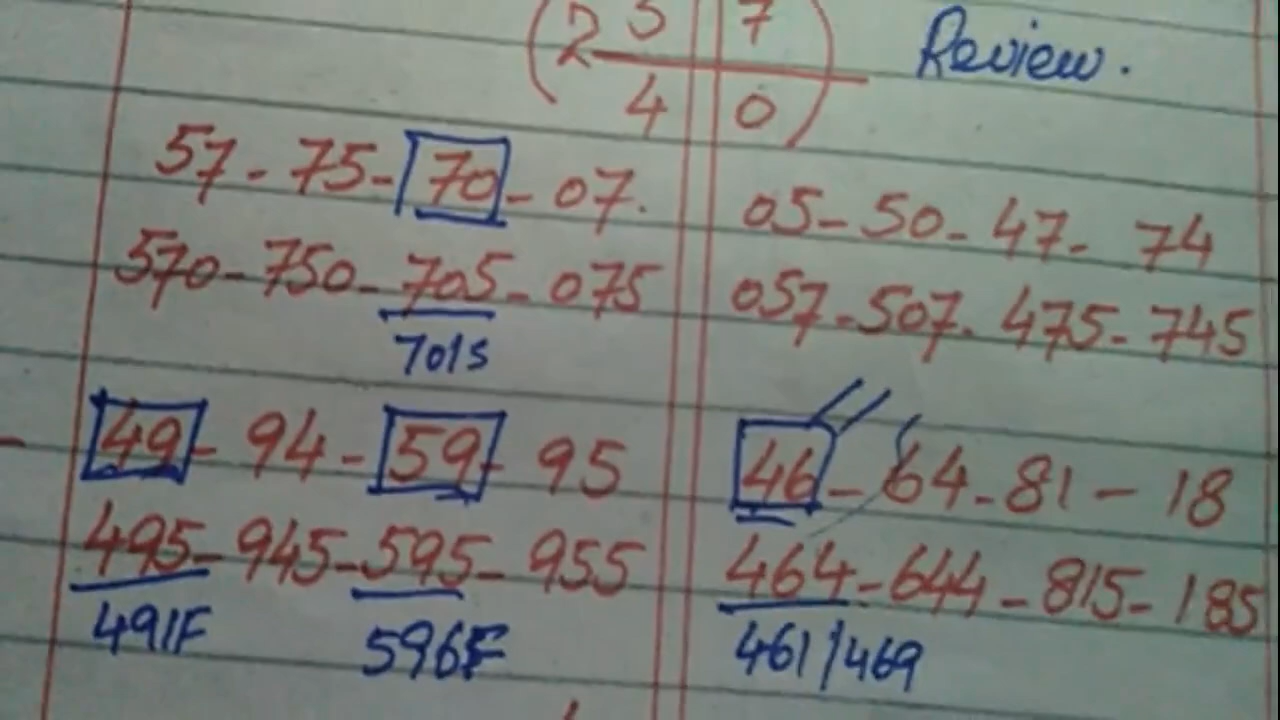 2 5 7 Review.
4 0
57 - 75 - 70 - 07. 05 - 50 - 47 - 74
570 - 750 - 705 - 075 057 - 507 - 475 - 745
701S
49 - 94 - 59 - 95 46 - 64 - 81 - 18
495 - 945 - 595 - 955 464 - 644 - 815 - 185
491F 596F 461/469